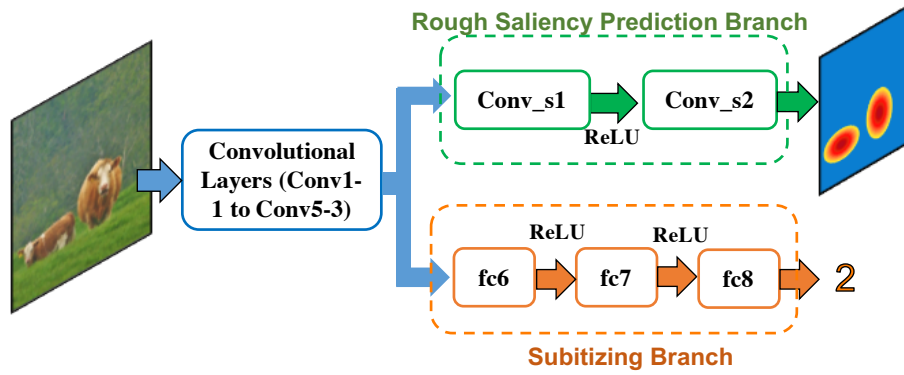 Rough Saliency Prediction Branch
Conv_s1
ReLU
Conv_s2
Convolutional
Layers (Conv1-
1 to Conv5-3)
ReLU
ReLU
fc6
fc7
fc8
2
Subitizing Branch